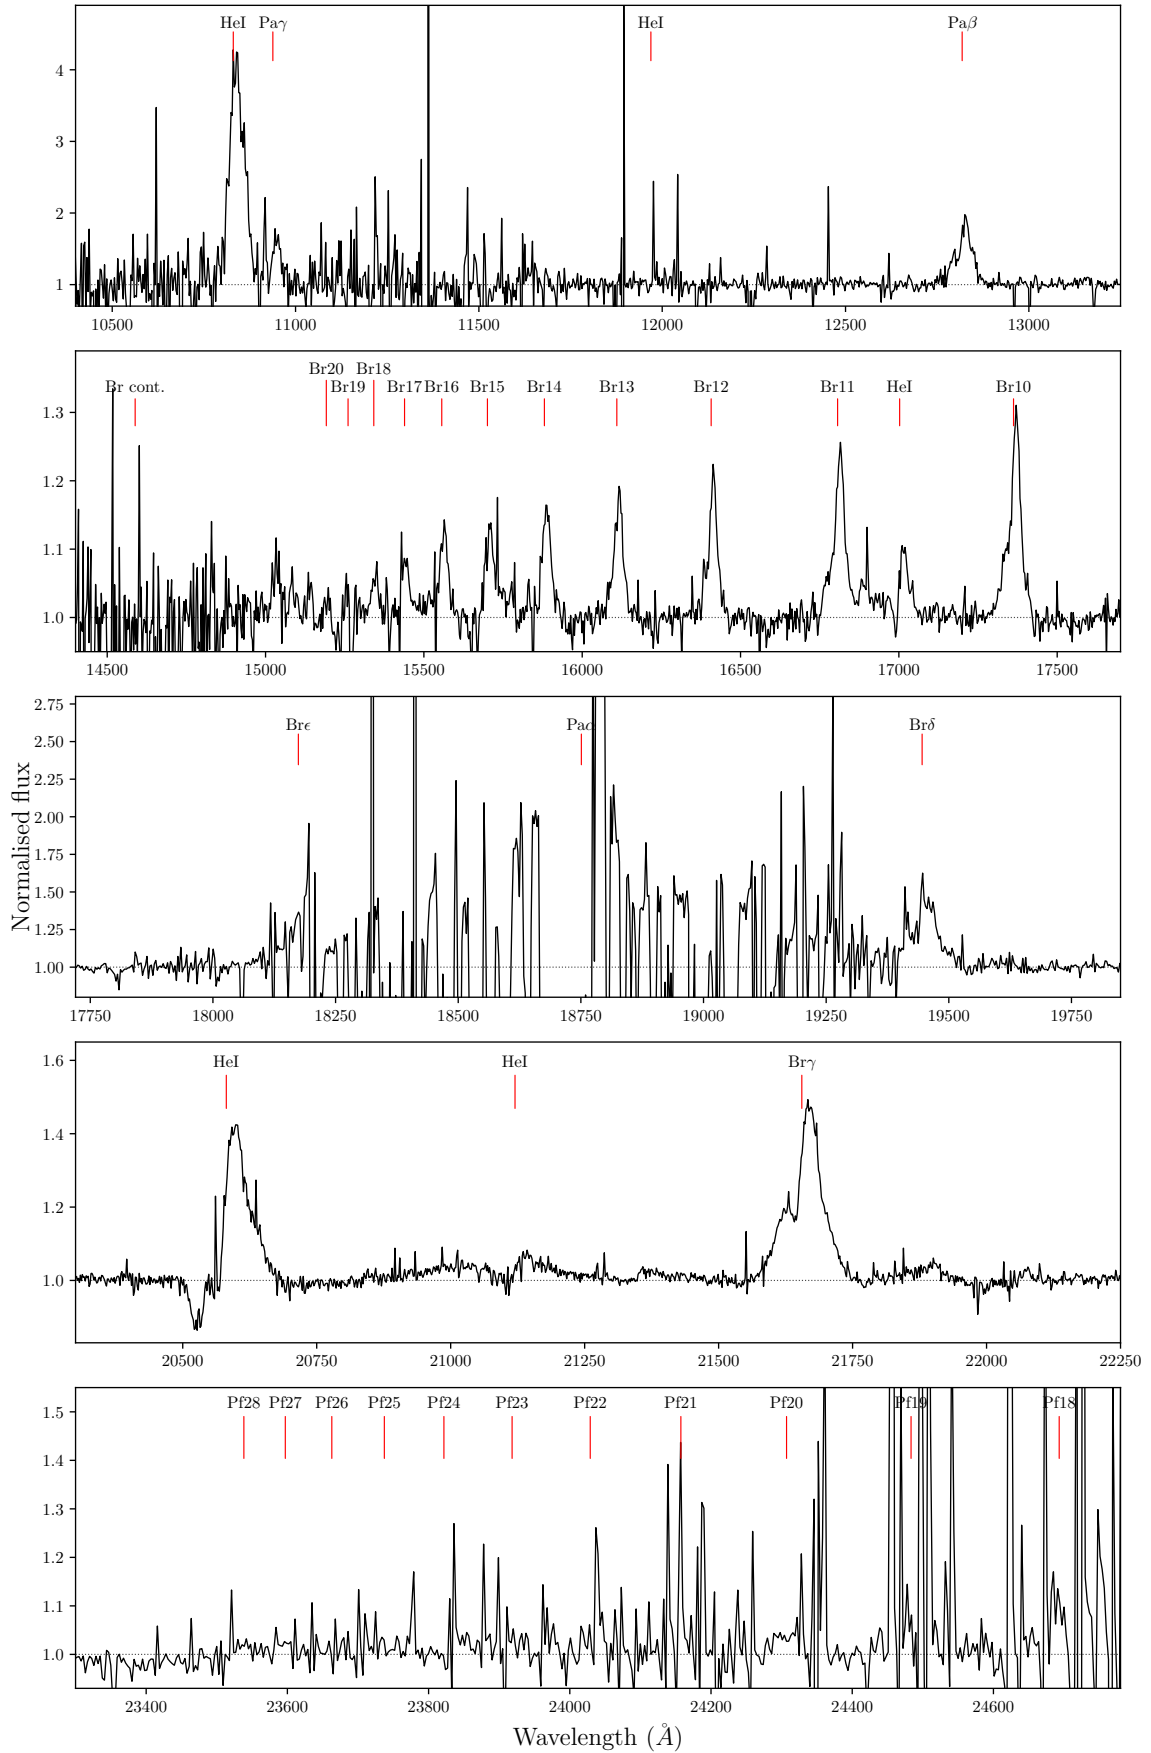 HeI Paγ HeI Paβ
4
3
2
1
10500 11000 11500 12000 12500 13000
Br20 Br18
Br cont. Br19 Br17 Br16 Br15 Br14 Br13 Br12 Br11 HeI Br10
1.3
1.2
1.1
1.0
14500 15000 15500 16000 16500 17000 17500
Normalised flux
Brϵ Paα Brδ
2.75
2.50
2.25
2.00
1.75
1.50
1.25
1.00
17750 18000 18250 18500 18750 19000 19250 19500 19750
HeI HeI Brγ
1.6
1.4
1.2
1.0
20500 20750 21000 21250 21500 21750 22000 22250
Pf28 Pf27 Pf26 Pf25 Pf24 Pf23 Pf22 Pf21 Pf20 Pf19 Pf18
1.5
1.4
1.3
1.2
1.1
1.0
23400 23600 23800 24000 24200 24400 24600
Wavelength (Å)